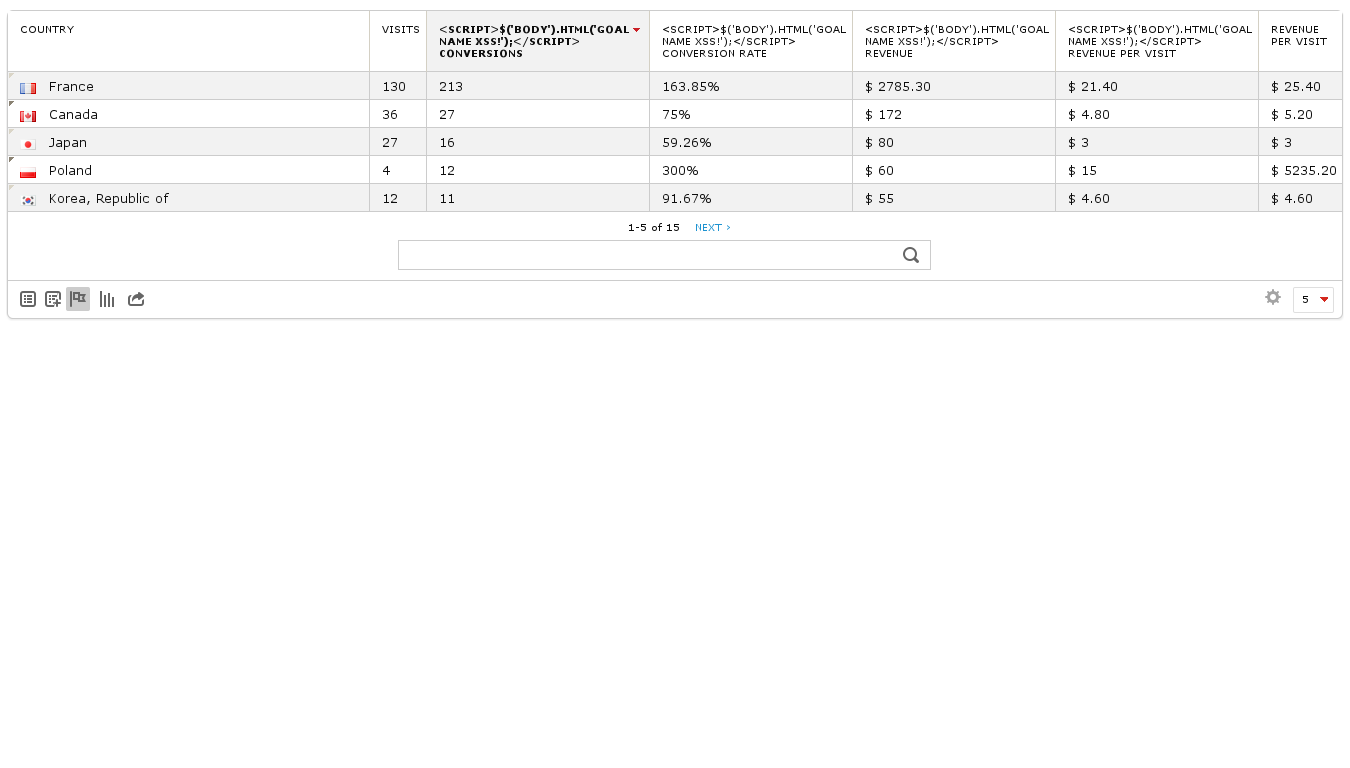 COUNTRY
VISITS
<SCRIPT>$('BODY').HTML('GOAL
NAME XSS!');</SCRIPT>
CONVERSIONS
<SCRIPT>$('BODY').HTML('GOAL
NAME XSS!');</SCRIPT>
CONVERSION RATE
<SCRIPT>$('BODY').HTML('GOAL
NAME XSS!');</SCRIPT>
REVENUE
<SCRIPT>$('BODY').HTML('GOAL
NAME XSS!');</SCRIPT>
REVENUE PER VISIT
REVENUE
PER VISIT
France 130 213 163.85% $ 2785.30 $ 21.40 $ 25.40
Canada 36 27 75% $ 172 $ 4.80 $ 5.20
Japan 27 16 59.26% $ 80 $ 3 $ 3
Poland 4 12 300% $ 60 $ 15 $ 5235.20
Korea, Republic of 12 11 91.67% $ 55 $ 4.60 $ 4.60
1-5 of 15 NEXT ›
5